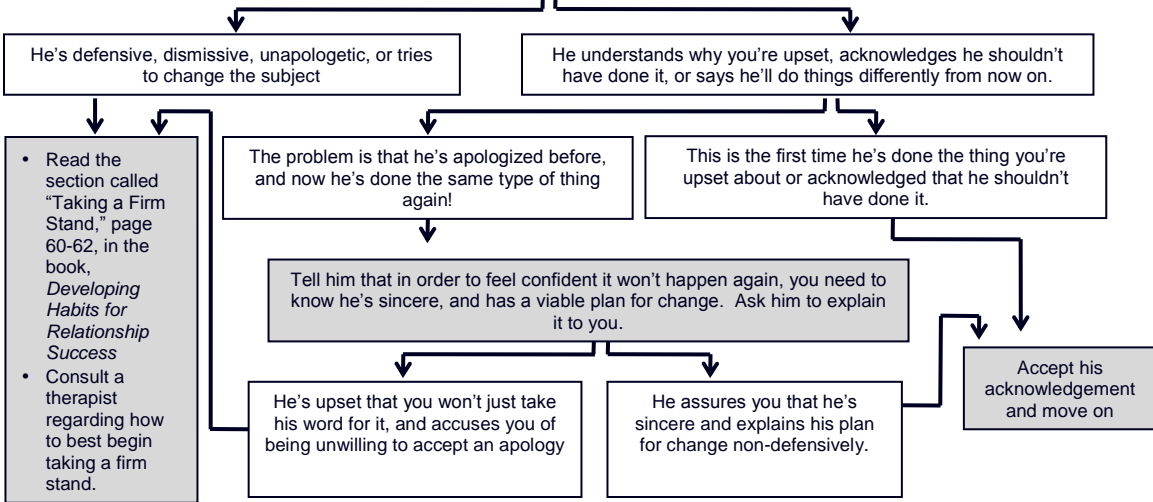 He’s defensive, dismissive, unapologetic, or tries
to change the subject
He understands why you’re upset, acknowledges he shouldn’t
have done it, or says he’ll do things differently from now on.
• Read the
section called
“Taking a Firm
Stand,” page
60-62, in the
book,
Developing
Habits for
Relationship
Success
• Consult a
therapist
regarding how
to best begin
taking a firm
stand.
The problem is that he’s apologized before,
and now he’s done the same type of thing
again!
This is the first time he’s done the thing you’re
upset about or acknowledged that he shouldn’t
have done it.
Tell him that in order to feel confident it won’t happen again, you need to
know he’s sincere, and has a viable plan for change.  Ask him to explain
it to you.
He’s upset that you won’t just take
his word for it, and accuses you of
being unwilling to accept an apology
He assures you that he’s
sincere and explains his plan
for change non-defensively.
Accept his
acknowledgement
and move on